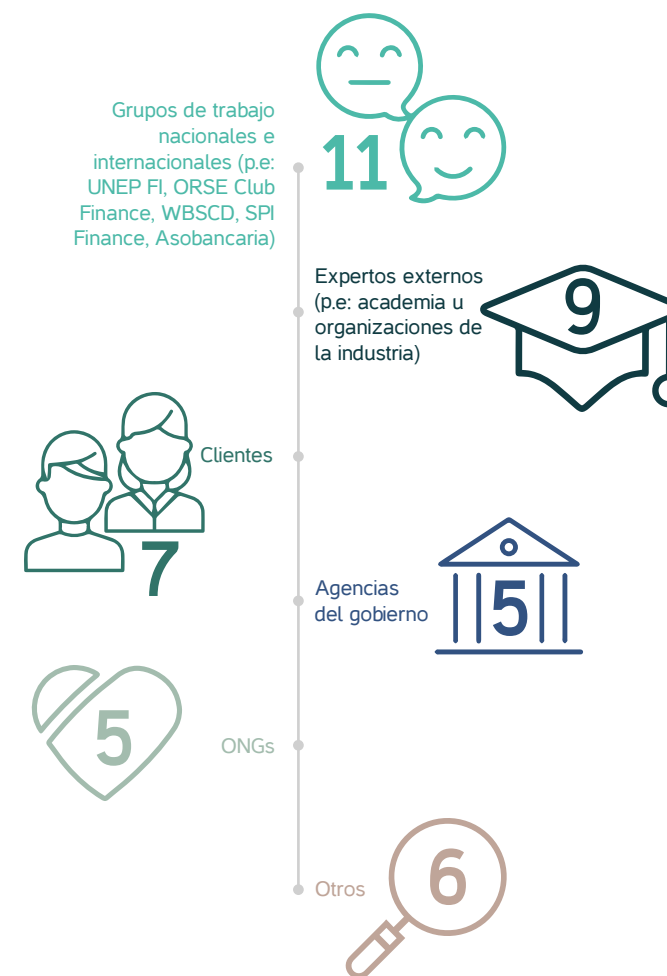 Grupos de trabajo
nacionales e
internacionales (p.e:
UNEP FI, ORSE Club
Finance, WBSCD, SPI
Finance, Asobancaria)
11
Expertos externos
(p.e: academia u
organizaciones de
la industria)
9
Clientes
7
Agencias
del gobierno
5
5
ONGs
Otros
6